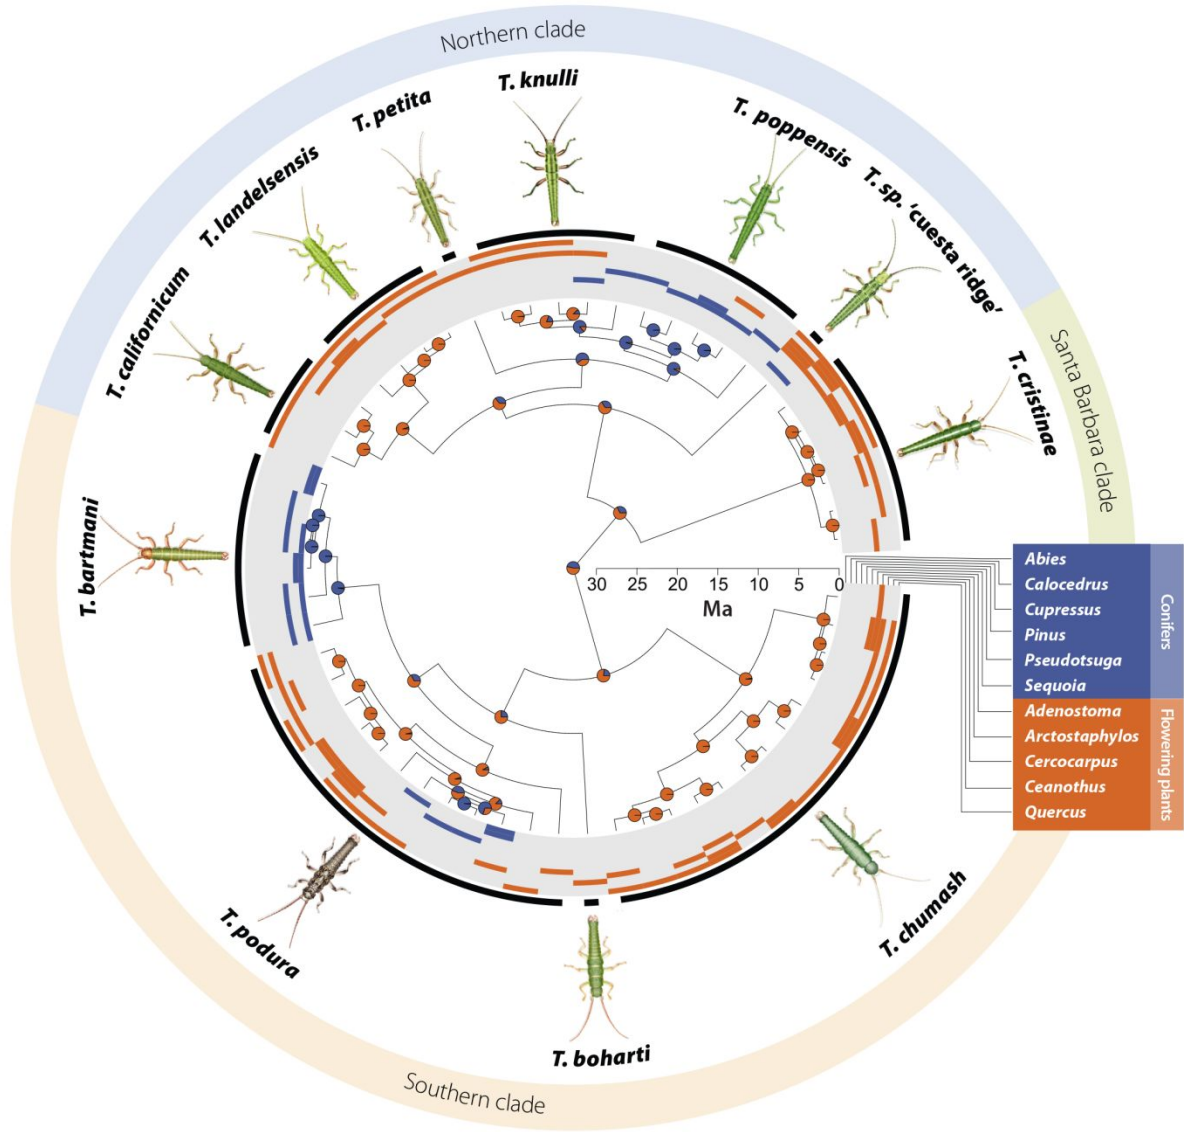 Northern clade
T. knulli
T. petita
T. poppensis
T. landelsensis
T. sp. ‘cuesta ridge’
T. californicum
Santa Barbara clade
T. cristinae
T. bartmani
30 25 20 15 10 5 0
Ma
Abies
Calocedrus
Cupressus
Pinus
Pseudotsuga
Sequoia
Conifers
Adenostoma
Arctostaphylos
Cercocarpus
Ceanothus
Quercus
Flowering plants
T. podura
T. chumash
T. boharti
Southern clade